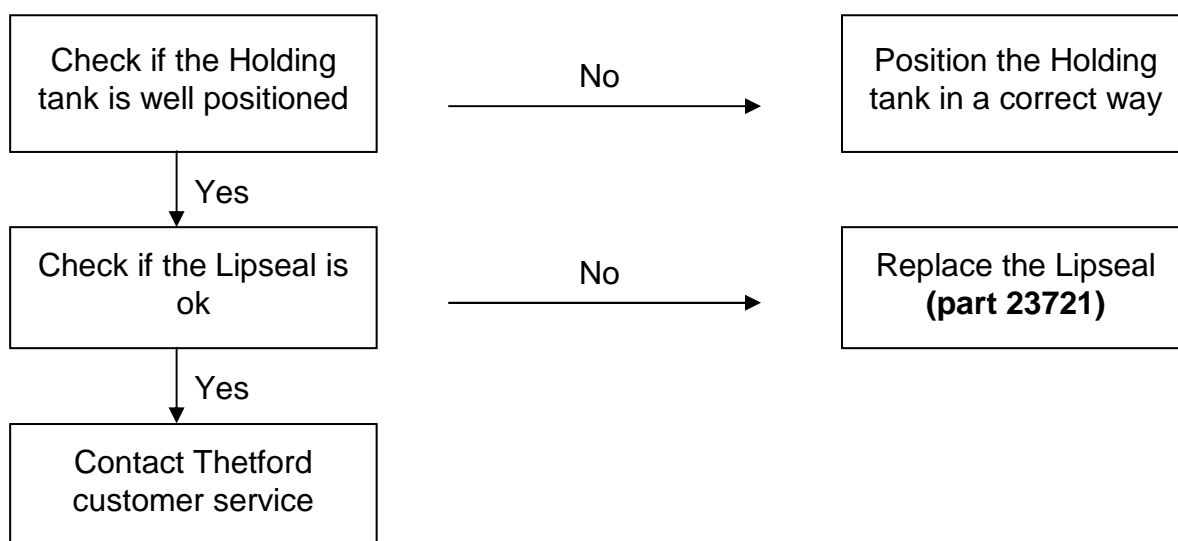 Check if the Holding
tank is well positioned
No
Position the Holding
tank in a correct way
Yes
Check if the Lipseal is
ok
No
Replace the Lipseal
(part 23721)
Yes
Contact Thetford
customer service